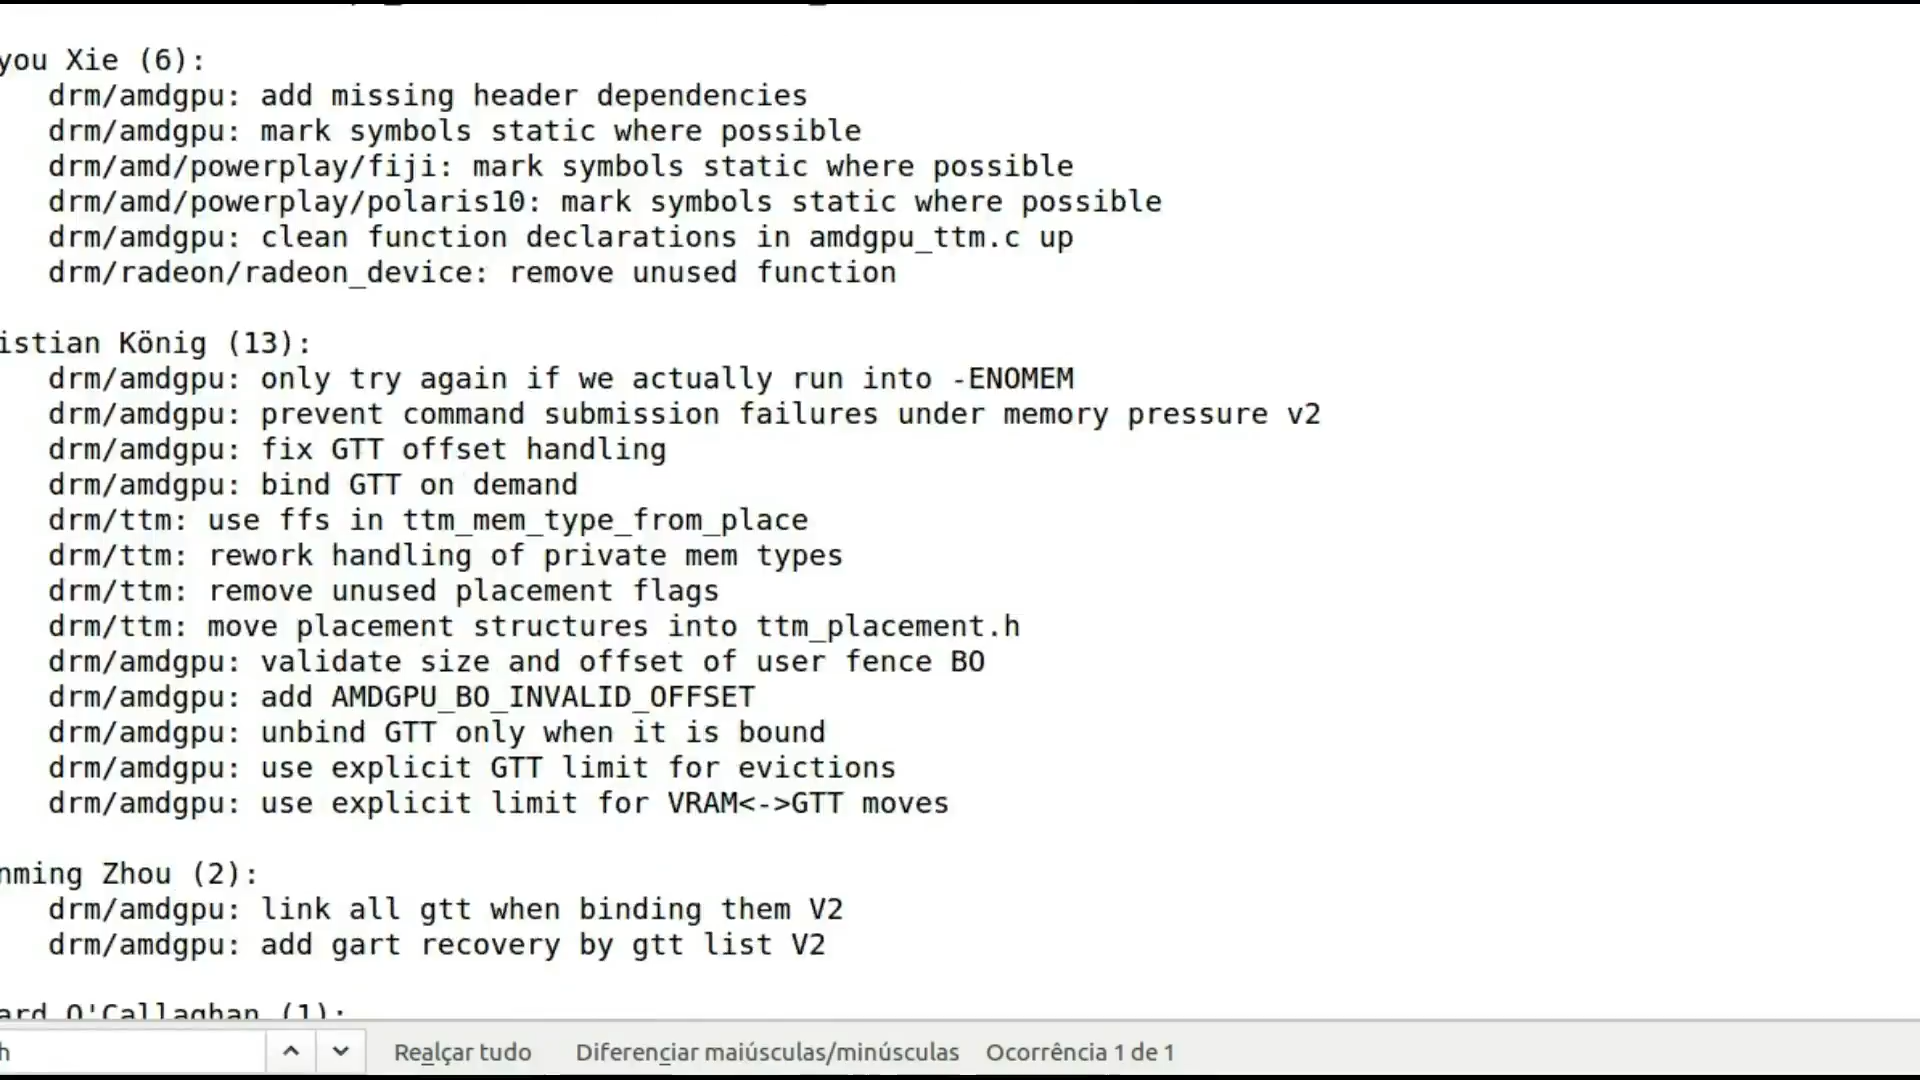 you Xie (6):
drm/amdgpu: add missing header dependencies
drm/amdgpu: mark symbols static where possible
drm/amd/powerplay/fiji: mark symbols static where possible
drm/amd/powerplay/polaris10: mark symbols static where possible
drm/amdgpu: clean function declarations in amdgpu_ttm.c up
drm/radeon/radeon_device: remove unused function
istian König (13):
drm/amdgpu: only try again if we actually run into -ENOMEM
drm/amdgpu: prevent command submission failures under memory pressure v2
drm/amdgpu: fix GTT offset handling
drm/amdgpu: bind GTT on demand
drm/ttm: use ffs in ttm_mem_type_from_place
drm/ttm: rework handling of private mem types
drm/ttm: remove unused placement flags
drm/ttm: move placement structures into ttm_placement.h
drm/amdgpu: validate size and offset of user fence BO
drm/amdgpu: add AMDGPU_BO_INVALID_OFFSET
drm/amdgpu: unbind GTT only when it is bound
drm/amdgpu: use explicit GTT limit for evictions
drm/amdgpu: use explicit limit for VRAM<->GTT moves
nming Zhou (2):
drm/amdgpu: link all gtt when binding them V2
drm/amdgpu: add gart recovery by gtt list V2
ard O'Callaghan (1):
h Realçar tudo Diferenciar maiúsculas/minúsculas Ocorrência 1 de 1